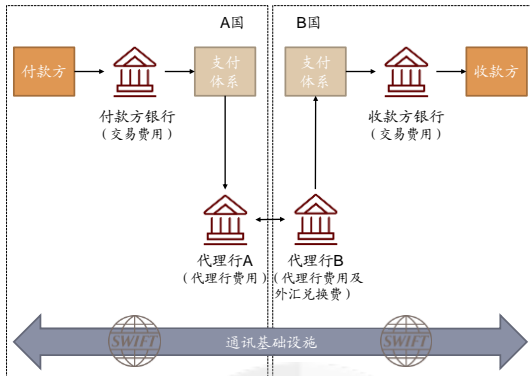 A国
B国
付款方
支付
体系
支付
体系
收款方
付款方银行
(交易费用)
收款方银行
(交易费用)
代理行A
(代理行费用)
代理行B
(代理行费用及
外汇兑换费)
SWIFT
通讯基础设施
SWIFT